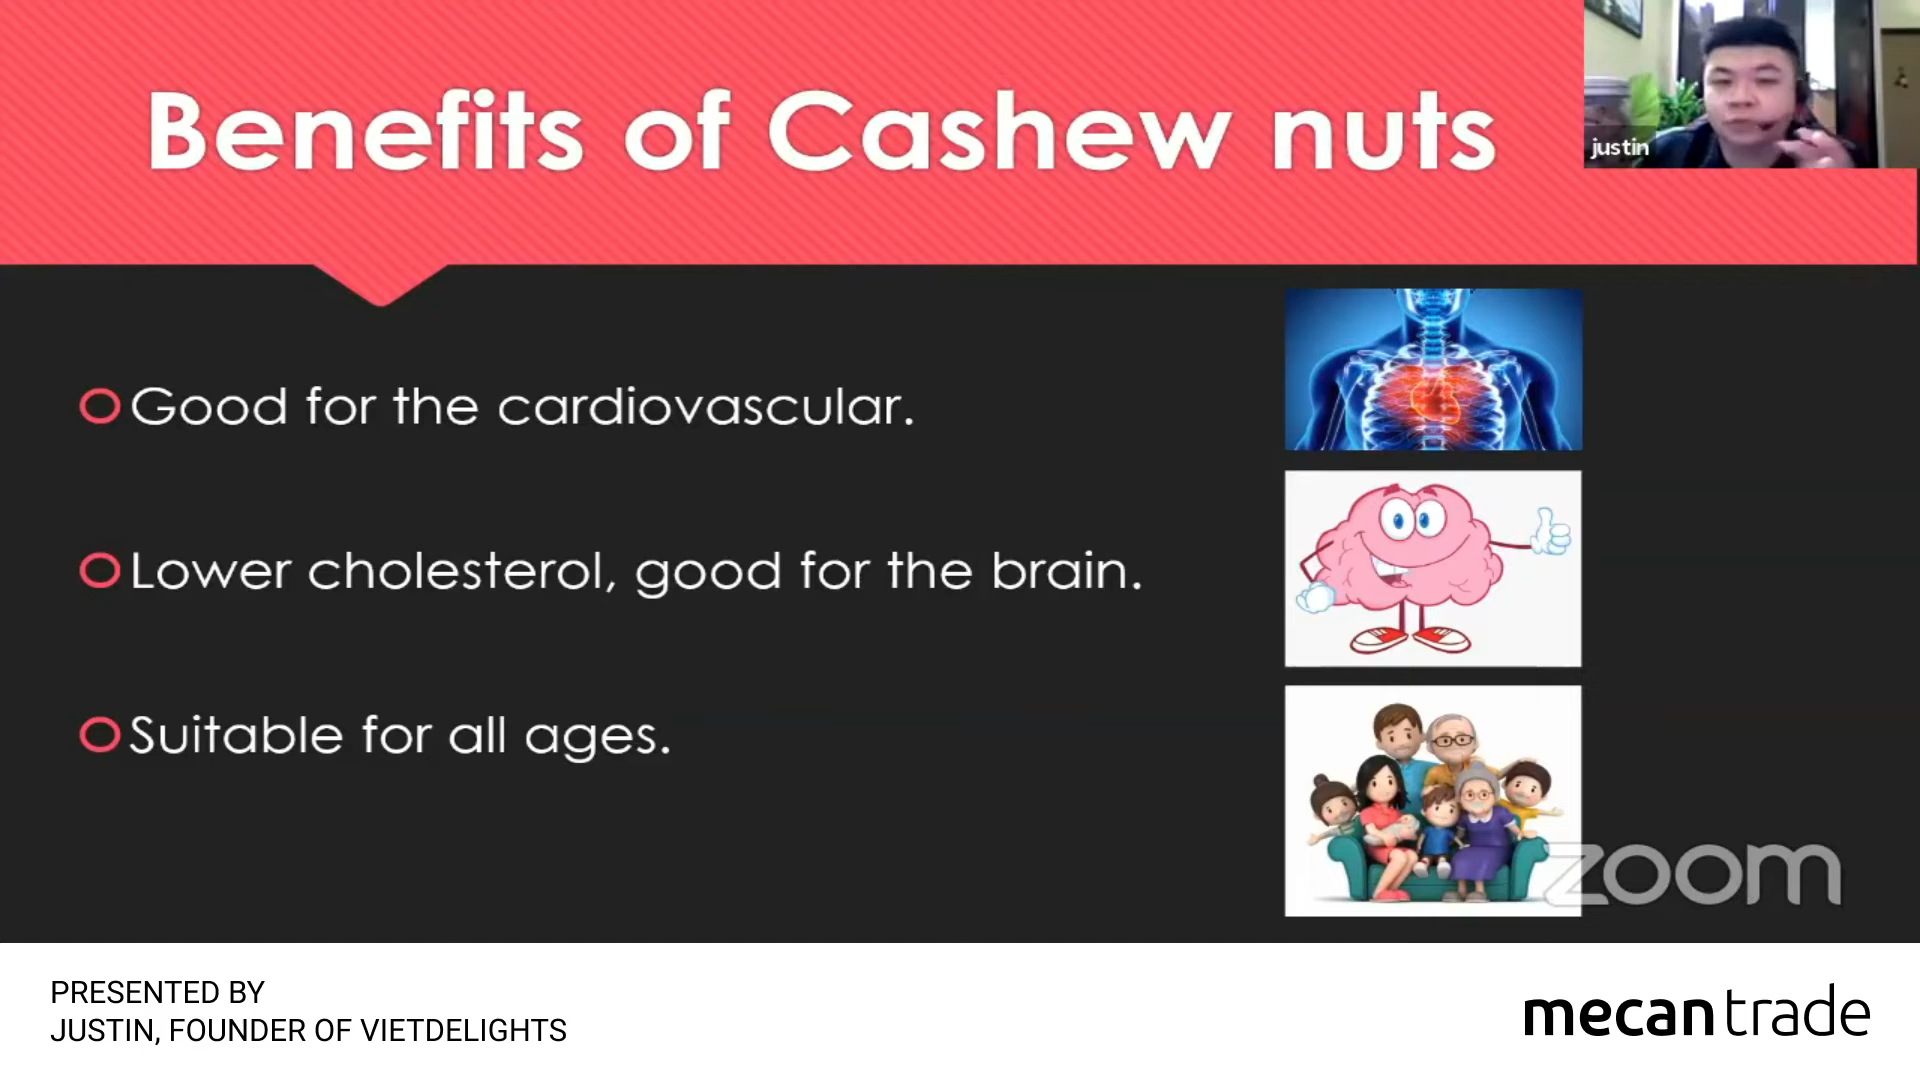 Benefits of Cashew nuts
justin
Good for the cardiovascular.
Lower cholesterol, good for the brain.
Suitable for all ages.
zoom
PRESENTED BY
JUSTIN, FOUNDER OF VIETDELIGHTS
mecantrade